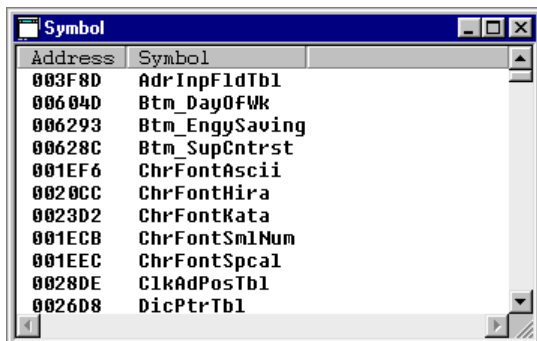 Symbol
Address Symbol
003F8D AdrInpFldTbl
00604D Btm_DayOfWk
006293 Btm_EngySaving
00628C Btm_SupCntrst
001EF6 ChrFontAscii
0020CC ChrFontHira
0023D2 ChrFontKata
001ECB ChrFontSmlNum
001EEC ChrFontSpcal
0028DE ClkAdPosTbl
0026D8 DicPtrTbl